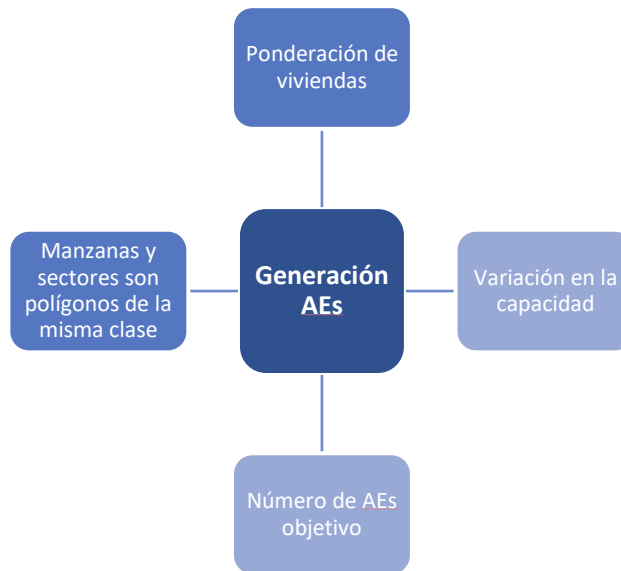 Ponderación de
viviendas
Manzanas y
sectores son
polígonos de la
misma clase
Generación
AEs
Variación en la
capacidad
Número de AEs
objetivo